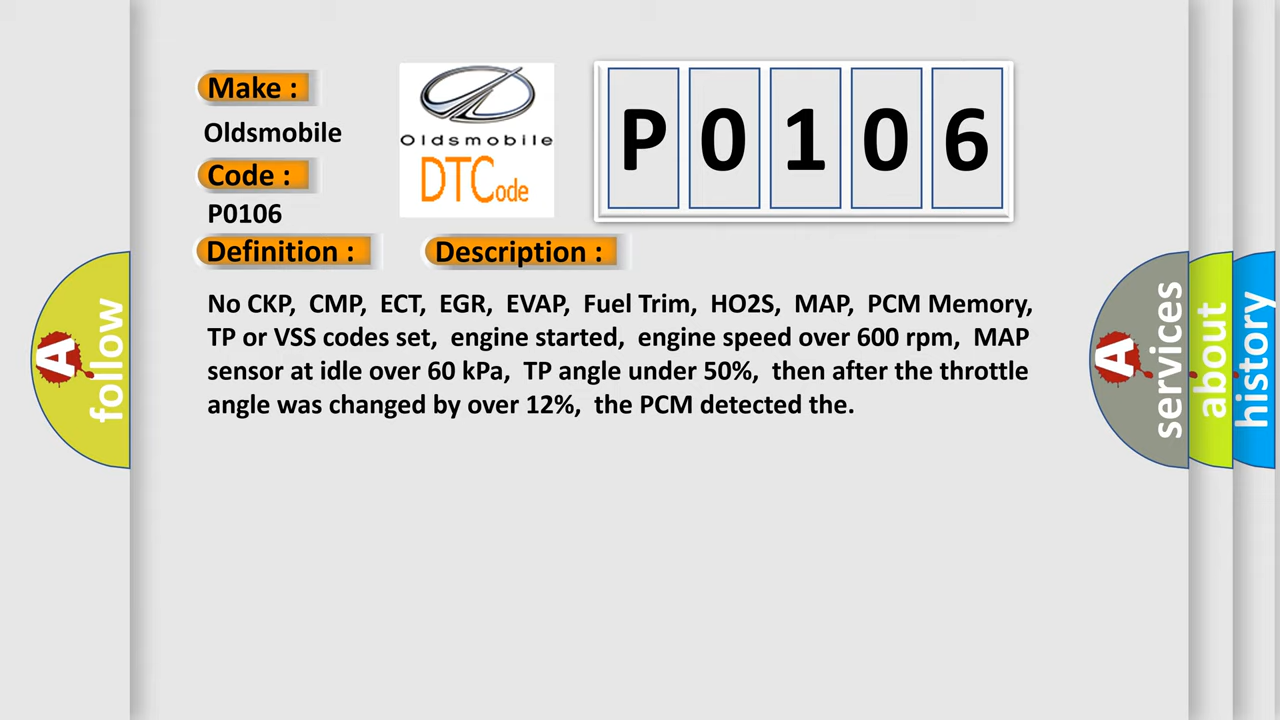 Make :
Oldsmobile
Code :
P0106
Oldsmobile
DTCode
P0106
Definition :
Description :
No CKP, CMP, ECT, EGR, EVAP, Fuel Trim, HO2S, MAP, PCM Memory,
TP or VSS codes set, engine started, engine speed over 600 rpm, MAP
sensor at idle over 60 kPa, TP angle under 50%, then after the throttle
angle was changed by over 12%, the PCM detected the.
A follow
A services
about
history